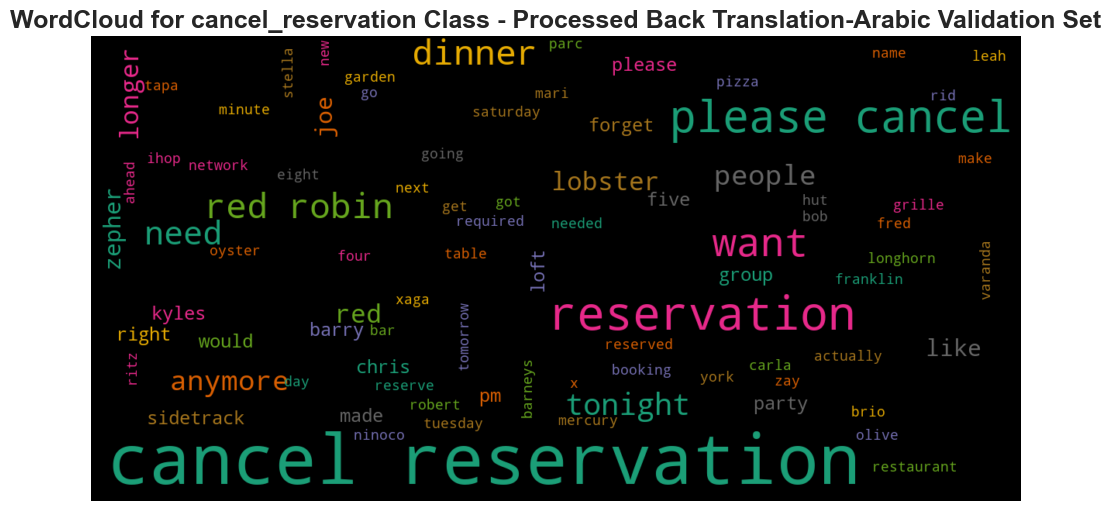 WordCloud for cancel_reservation Class - Processed Back Translation-Arabic Validation Set
dinner
parc
please
name
leah
longer
tapa
stella
new
garden
go
minute
joe
mari
saturday
forget
pizza
rid
please cancel
ihop
network
ahead
eight
going
next
lobster
people
make
five
hut
bob
grille
fred
zepher
need
red robin
get
got
required
needed
want
oyster
four
table
loft
group
longhorn
franklin
varanda
kyles
red
xaga
reservation
right
would
barry
bar
tomorrow
reserved
like
actually
ritz
anymore
day
chris
reserve
barneys
x
booking
york
carla
zay
sidetrack
made
robert
pm
tonight
party
brio
ninoco
tuesday
mercury
olive
cancel reservation
restaurant